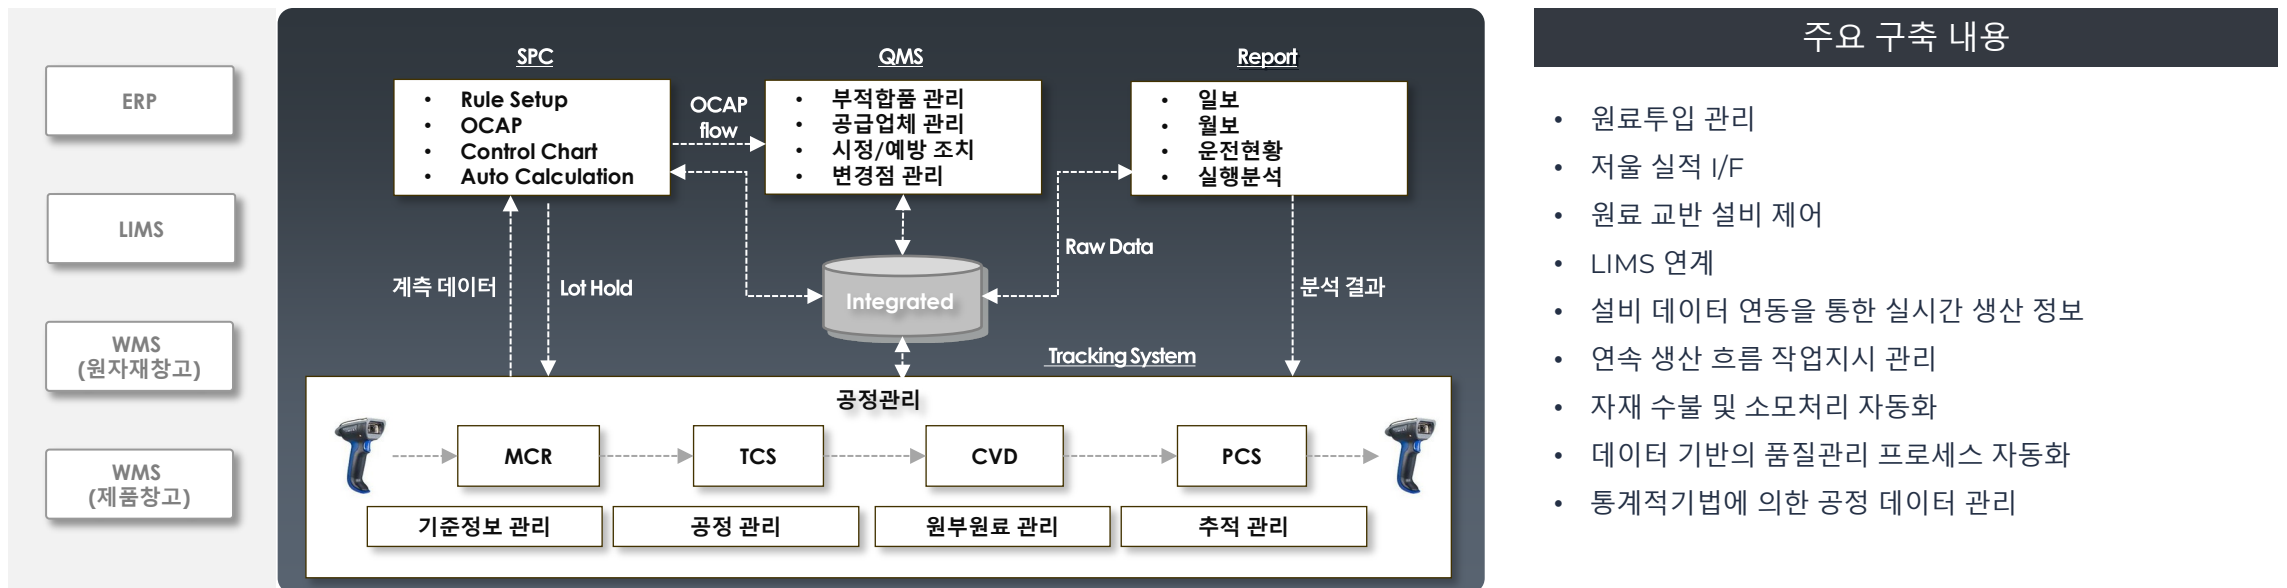 ERP
LIMS
WMS
(원자재창고)
WMS
(제품창고)
SPC
• Rule Setup
• OCAP
• Control Chart
• Auto Calculation
OCAP
flow
QMS
• 부적합품 관리
• 공급업체 관리
• 시정/예방 조치
• 변경점 관리
Report
• 일보
• 월보
• 운전현황
• 실행분석
계측 데이터
Lot Hold
Integrated
Raw Data
분석 결과
Tracking System
공정관리
MCR
TCS
CVD
PCS
기준정보 관리
공정 관리
원부원료 관리
추적 관리
주요 구축 내용
• 원료투입 관리
• 저울 실적 I/F
• 원료 교반 설비 제어
• LIMS 연계
• 설비 데이터 연동을 통한 실시간 생산 정보
• 연속 생산 흐름 작업지시 관리
• 자재 수불 및 소모처리 자동화
• 데이터 기반의 품질관리 프로세스 자동화
• 통계적기법에 의한 공정 데이터 관리